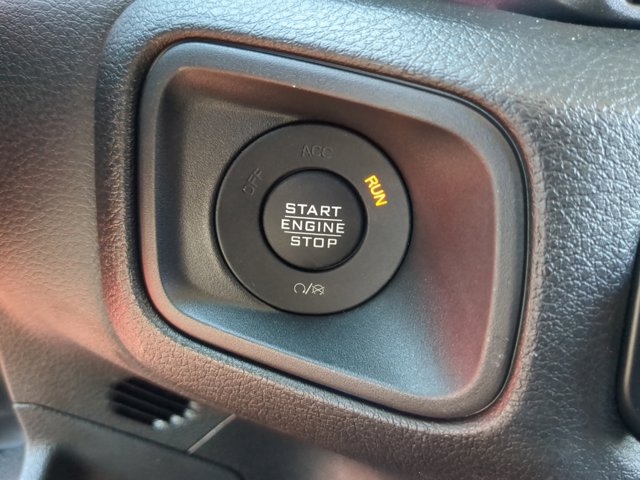 ACC
OFF
RUN
START
ENGINE
STOP